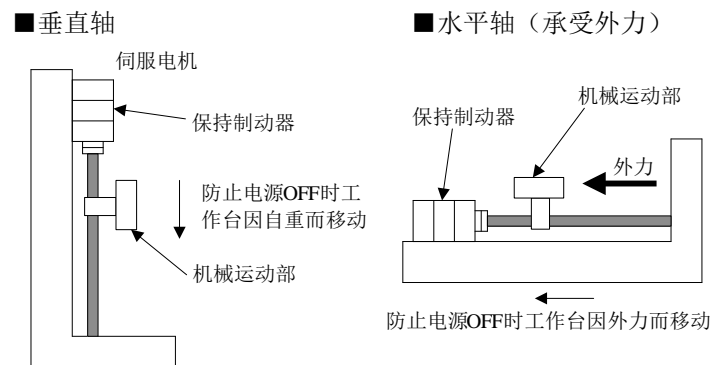 ■垂直轴
伺服电机
保持制动器
防止电源OFF时工
作台因自重而移动
机械运动部
■水平轴（承受外力）
机械运动部
保持制动器
外力
防止电源OFF时工作台因外力而移动